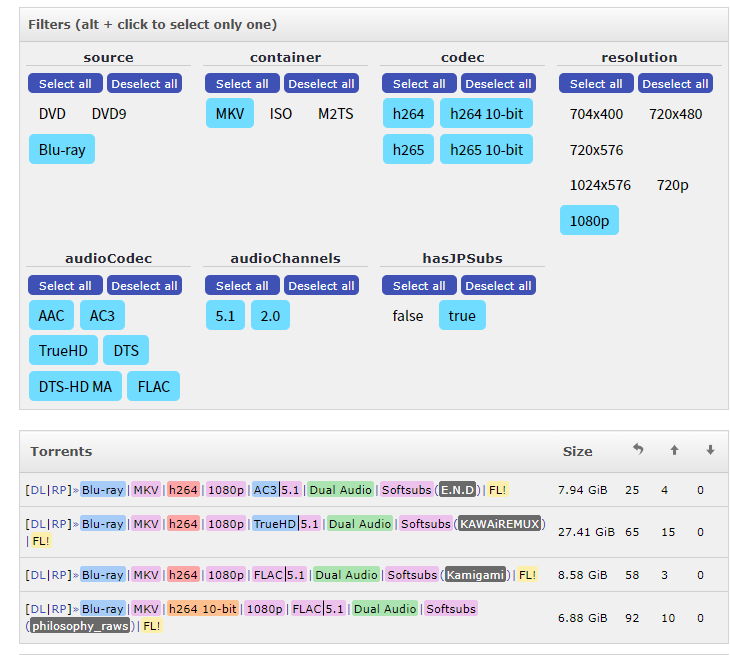 Filters (alt + click to select only one)
source container codec resolution
Select all Deselect all Select all Deselect all Select all Deselect all Select all Deselect all
DVD DVD9 MKV ISO M2TS h264 h264 10-bit 704x400 720x480
Blu-ray h265 h265 10-bit 720x576
1024x576 720p
1080p
audioCodec audioChannels hasJPSubs
Select all Deselect all Select all Deselect all Select all Deselect all
AAC AC3 5.1 2.0 false true
TrueHD DTS
DTS-HD MA FLAC
Torrents Size
[DL|RP]»Blu-ray|MKV|h264|1080p|AC3|5.1|Dual Audio|Softsubs(E.N.D)|FL! 7.94 GiB 25 4 0
[DL|RP]»Blu-ray|MKV|h264|1080p|TrueHD|5.1|Dual Audio|Softsubs(KAWAiREMUX)
|FL! 27.41 GiB 65 15 0
[DL|RP]»Blu-ray|MKV|h264|1080p|FLAC|5.1|Dual Audio|Softsubs(Kamigami)|FL! 8.58 GiB 58 3 0
[DL|RP]»Blu-ray|MKV|h264 10-bit|1080p|FLAC|5.1|Dual Audio|Softsubs
(philosophy_raws)|FL! 6.88 GiB 92 10 0